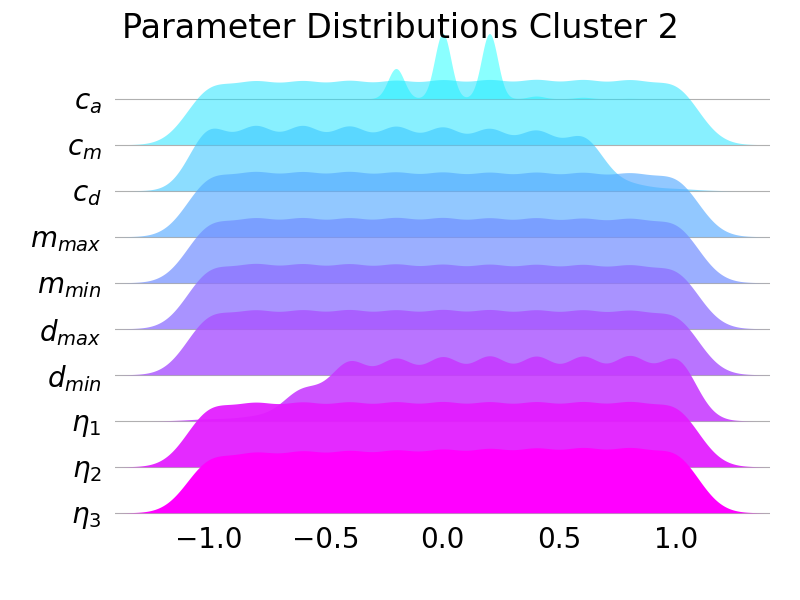 Parameter Distributions Cluster 2
c_a
c_m
c_d
m_max
m_min
d_max
d_min
η_1
η_2
η_3
−1.0 −0.5 0.0 0.5 1.0